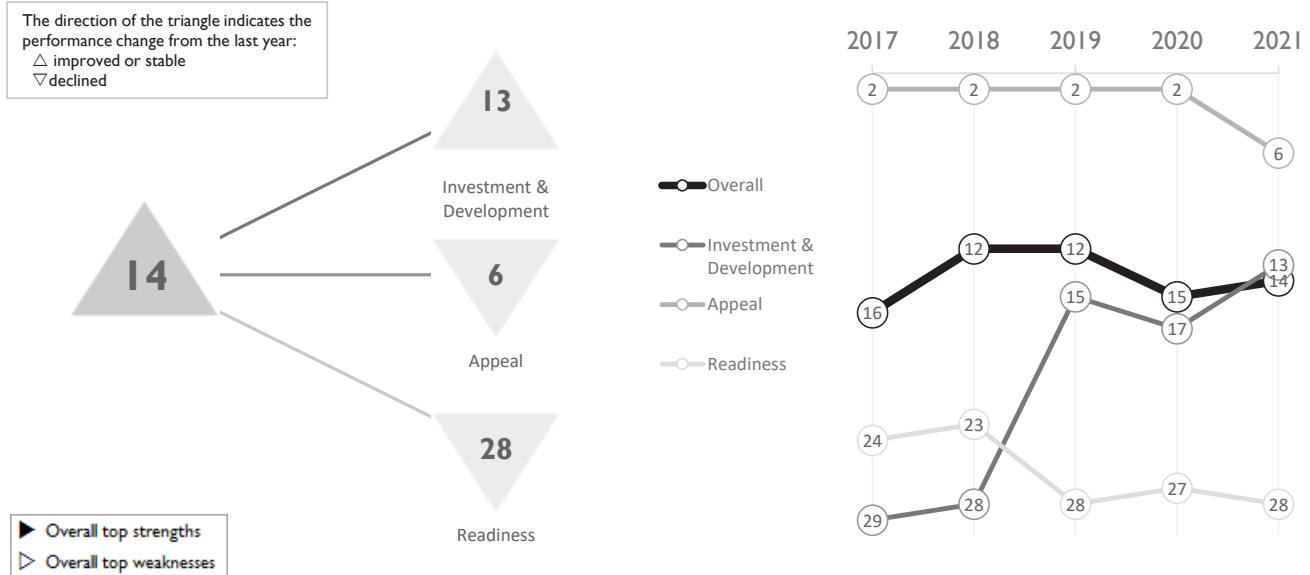 The direction of the triangle indicates the
performance change from the last year:
△ improved or stable
▽ declined
14
13
Investment &
Development
6
Appeal
28
Readiness
▶ Overall top strengths
▷ Overall top weaknesses
Overall
Investment &
Development
Appeal
Readiness
2017 2018 2019 2020 2021
2 2 2 2 6
16 12 12 15 14
29 28 15 17 13
24 23 28 27 28